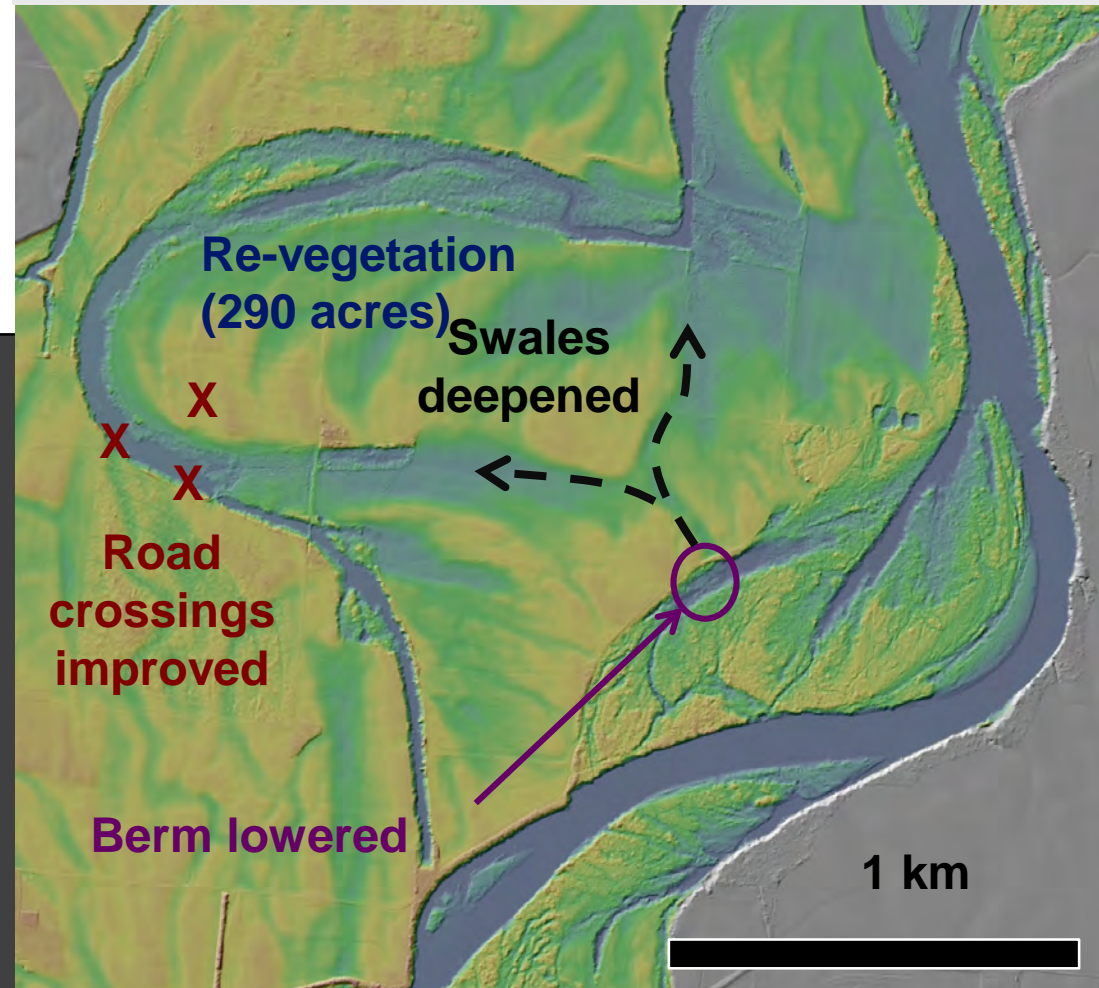 Re-vegetation
(290 acres)
Swales
deepened
X
X
X
Road
crossings
improved
Berm lowered
1 km